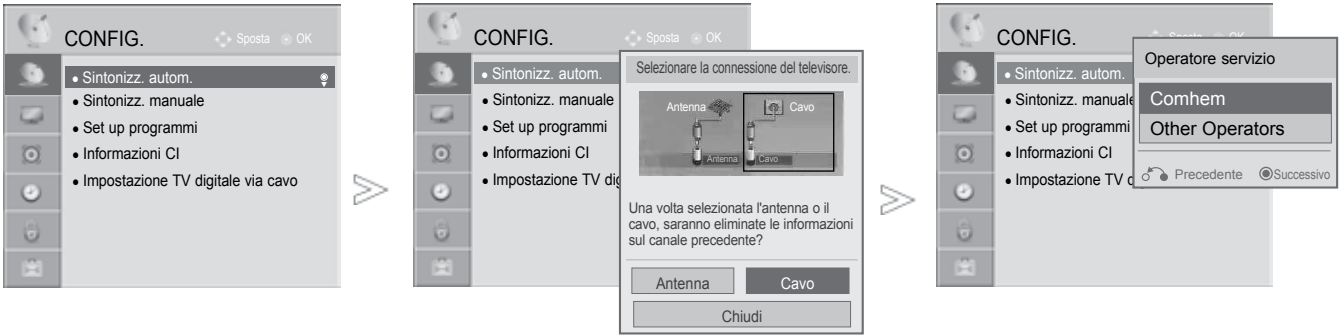 CONFIG.
Sposta OK
Sintonizz. autom.
Sintonizz. manuale
Set up programmi
Informazioni CI
Impostazione TV digitale via cavo
CONFIG.
Sposta OK
Sintonizz. autom.
Sintonizz. manuale
Set up programmi
Informazioni CI
Impostazione TV dig
Selezionare la connessione del televisore.
Antenna Cavo
Antenna Cavo
Una volta selezionata l'antenna o il
cavo, saranno eliminate le informazioni
sul canale precedente?
Antenna Cavo
Chiudi
CONFIG.
Sposta OK
Sintonizz. autom.
Sintonizz. manuale
Set up programmi
Informazioni CI
Impostazione TV d
Operatore servizio
Comhem
Other Operators
Precedente Successivo